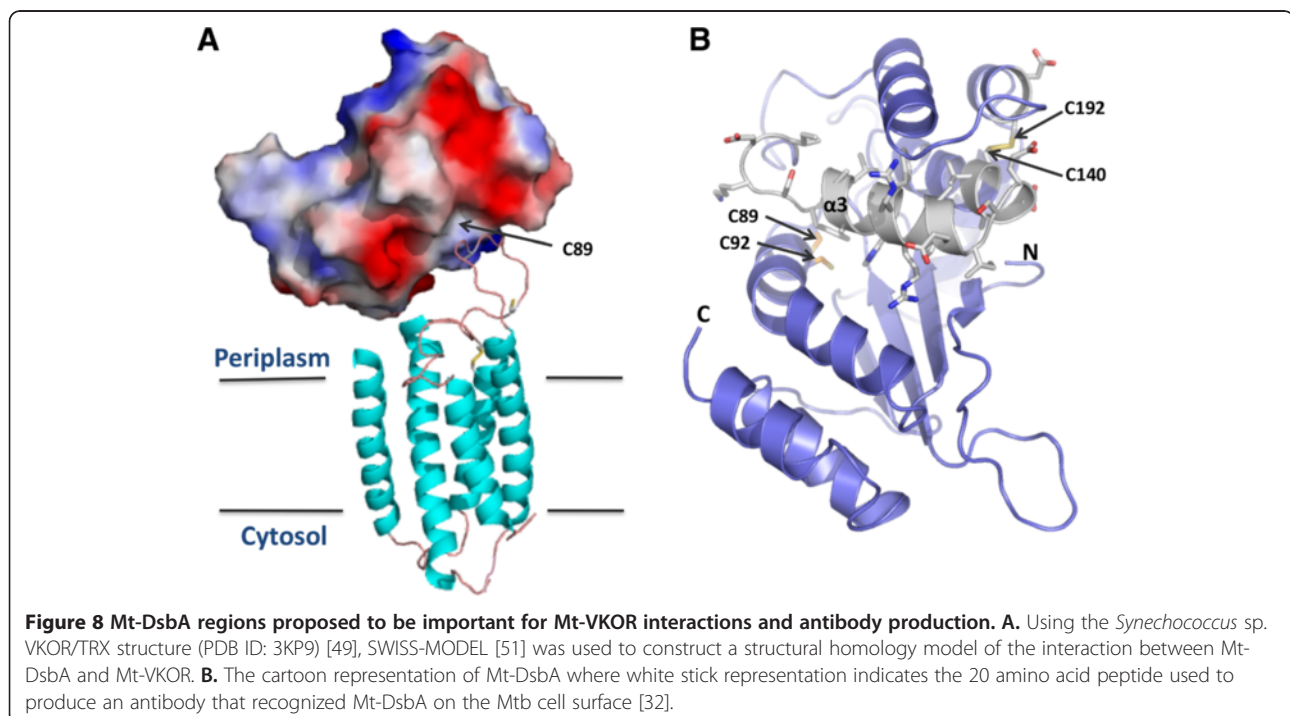 A
B
C192
C140
α3
C89
C92
C89
N
C
Periplasm
Cytosol
Figure 8 Mt-DsbA regions proposed to be important for Mt-VKOR interactions and antibody production. A. Using the Synechococcus sp.
VKOR/TRX structure (PDB ID: 3KP9) [49], SWISS-MODEL [51] was used to construct a structural homology model of the interaction between Mt-
DsbA and Mt-VKOR. B. The cartoon representation of Mt-DsbA where white stick representation indicates the 20 amino acid peptide used to
produce an antibody that recognized Mt-DsbA on the Mtb cell surface [32].